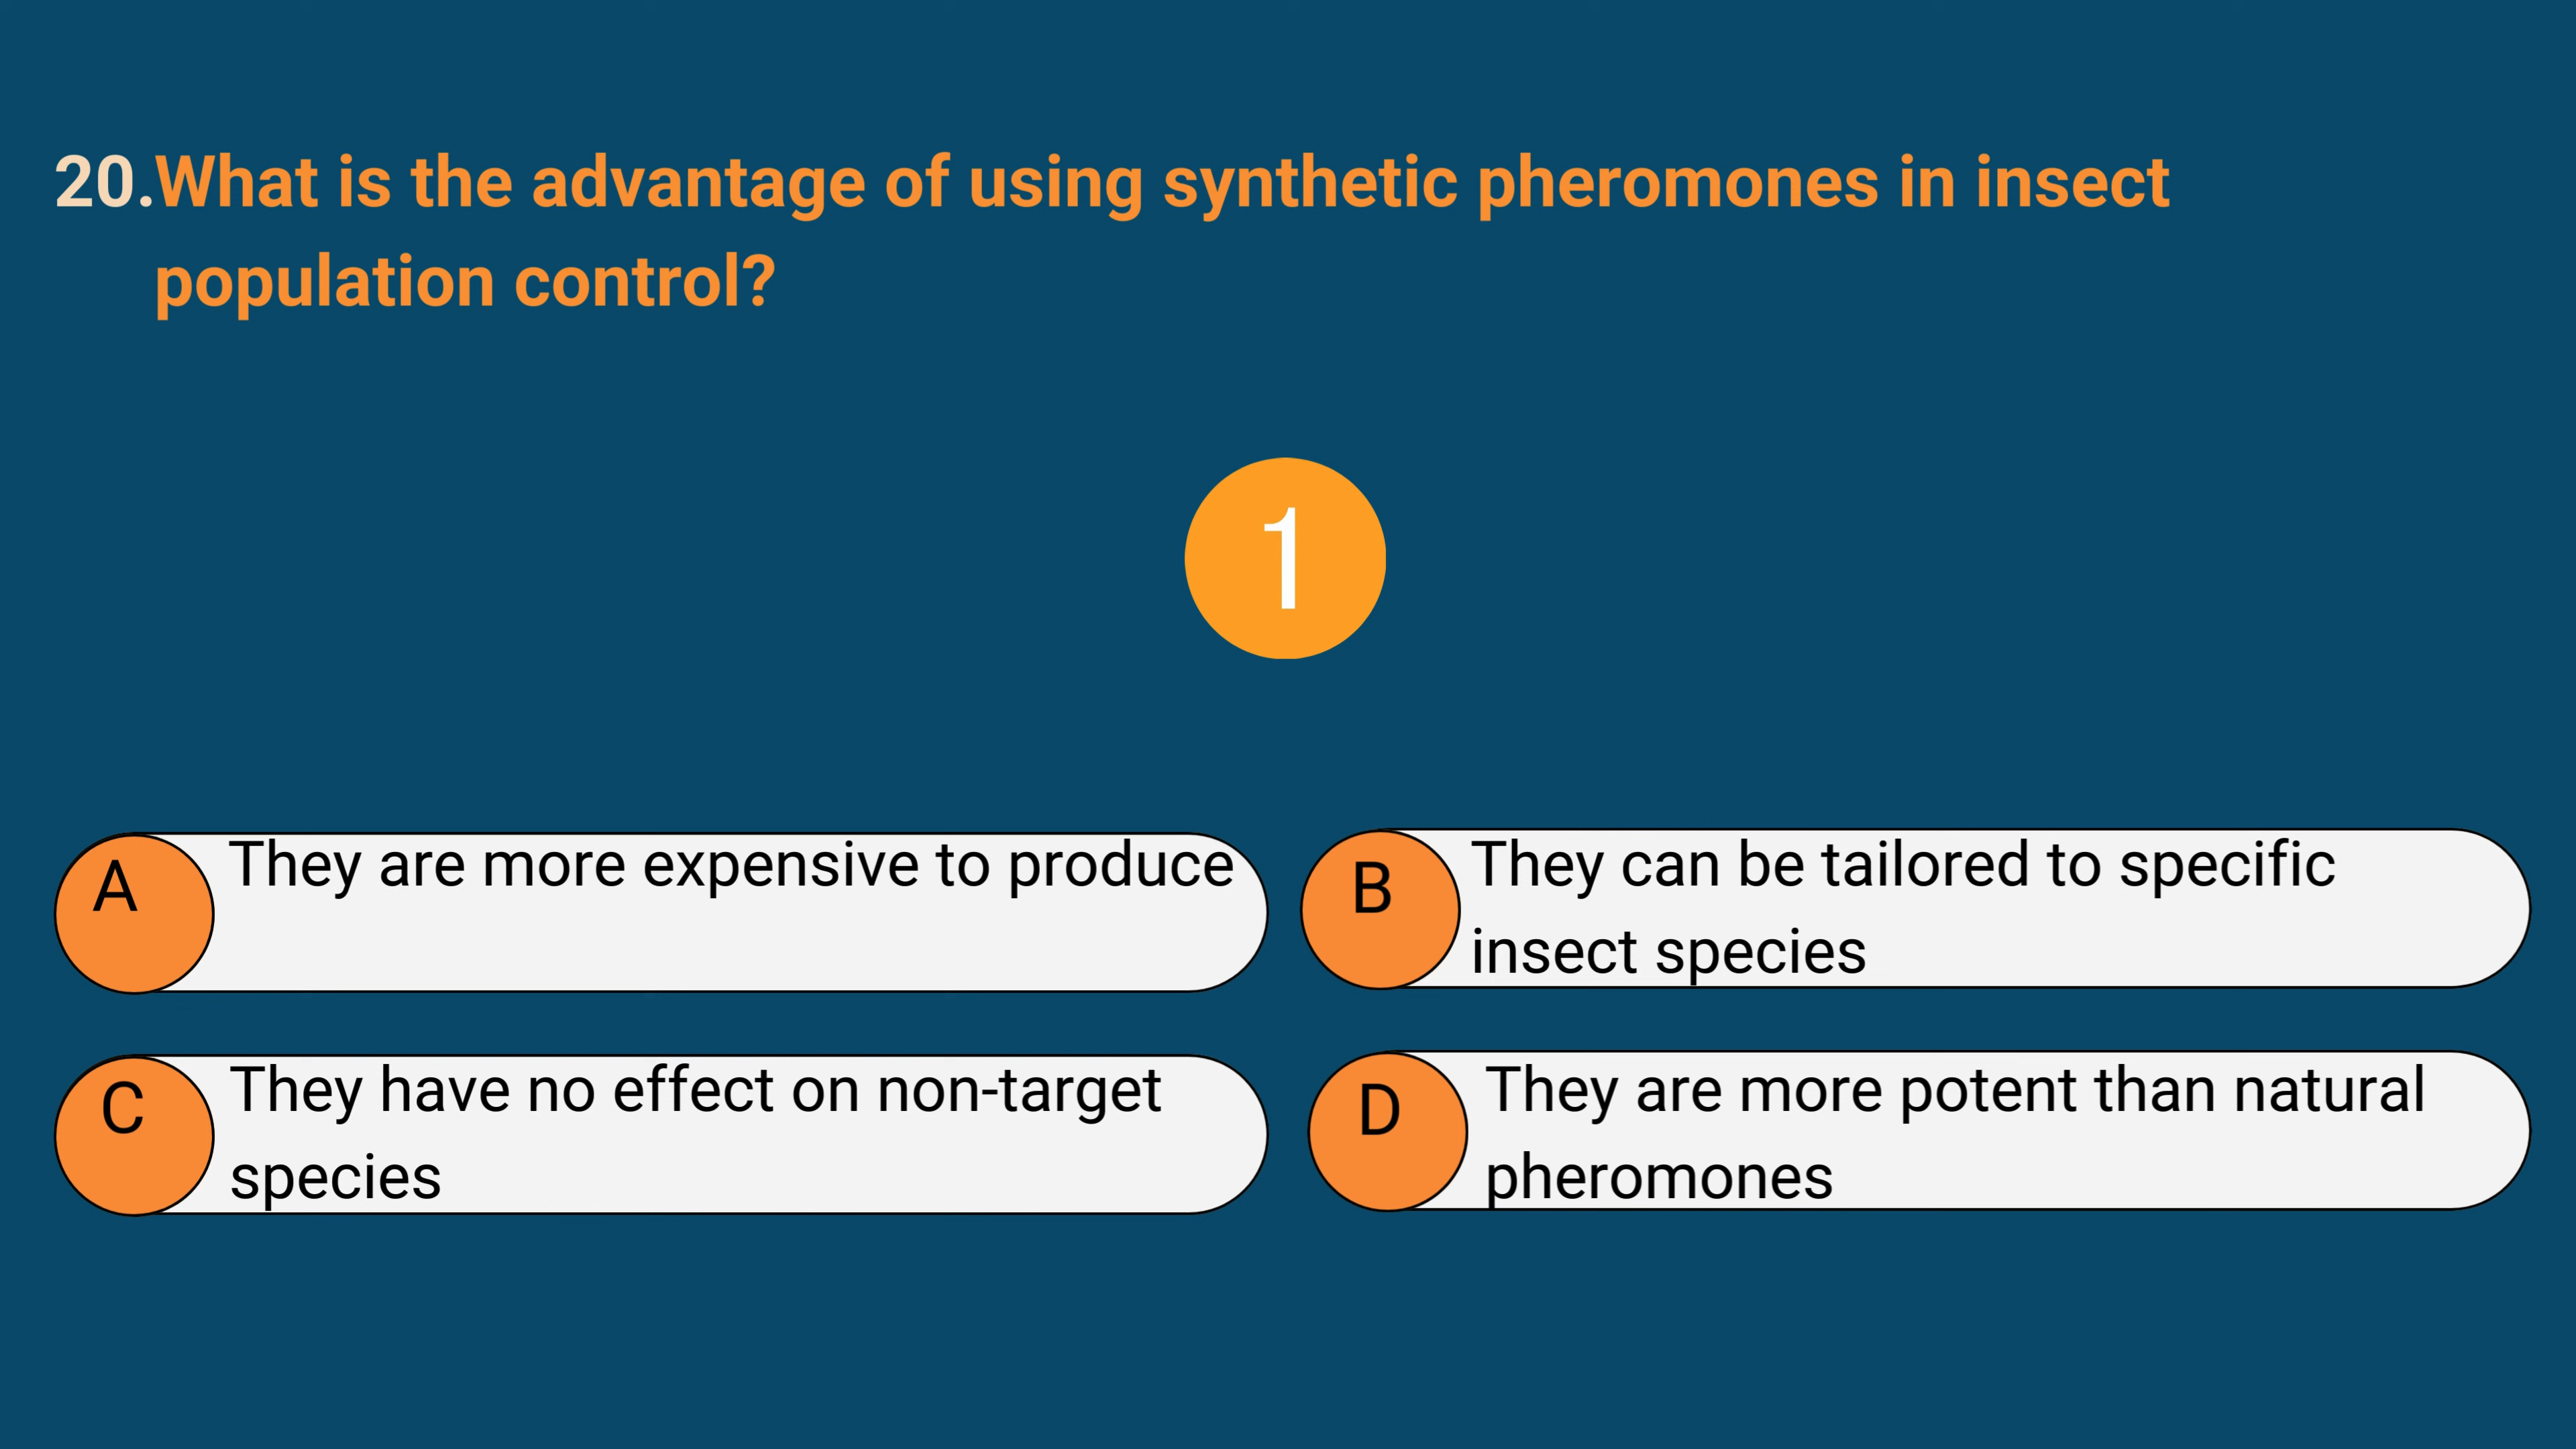 20.What is the advantage of using synthetic pheromones in insect
population control?
1
A
They are more expensive to produce
B
They can be tailored to specific
insect species
C
They have no effect on non-target
species
D
They are more potent than natural
pheromones